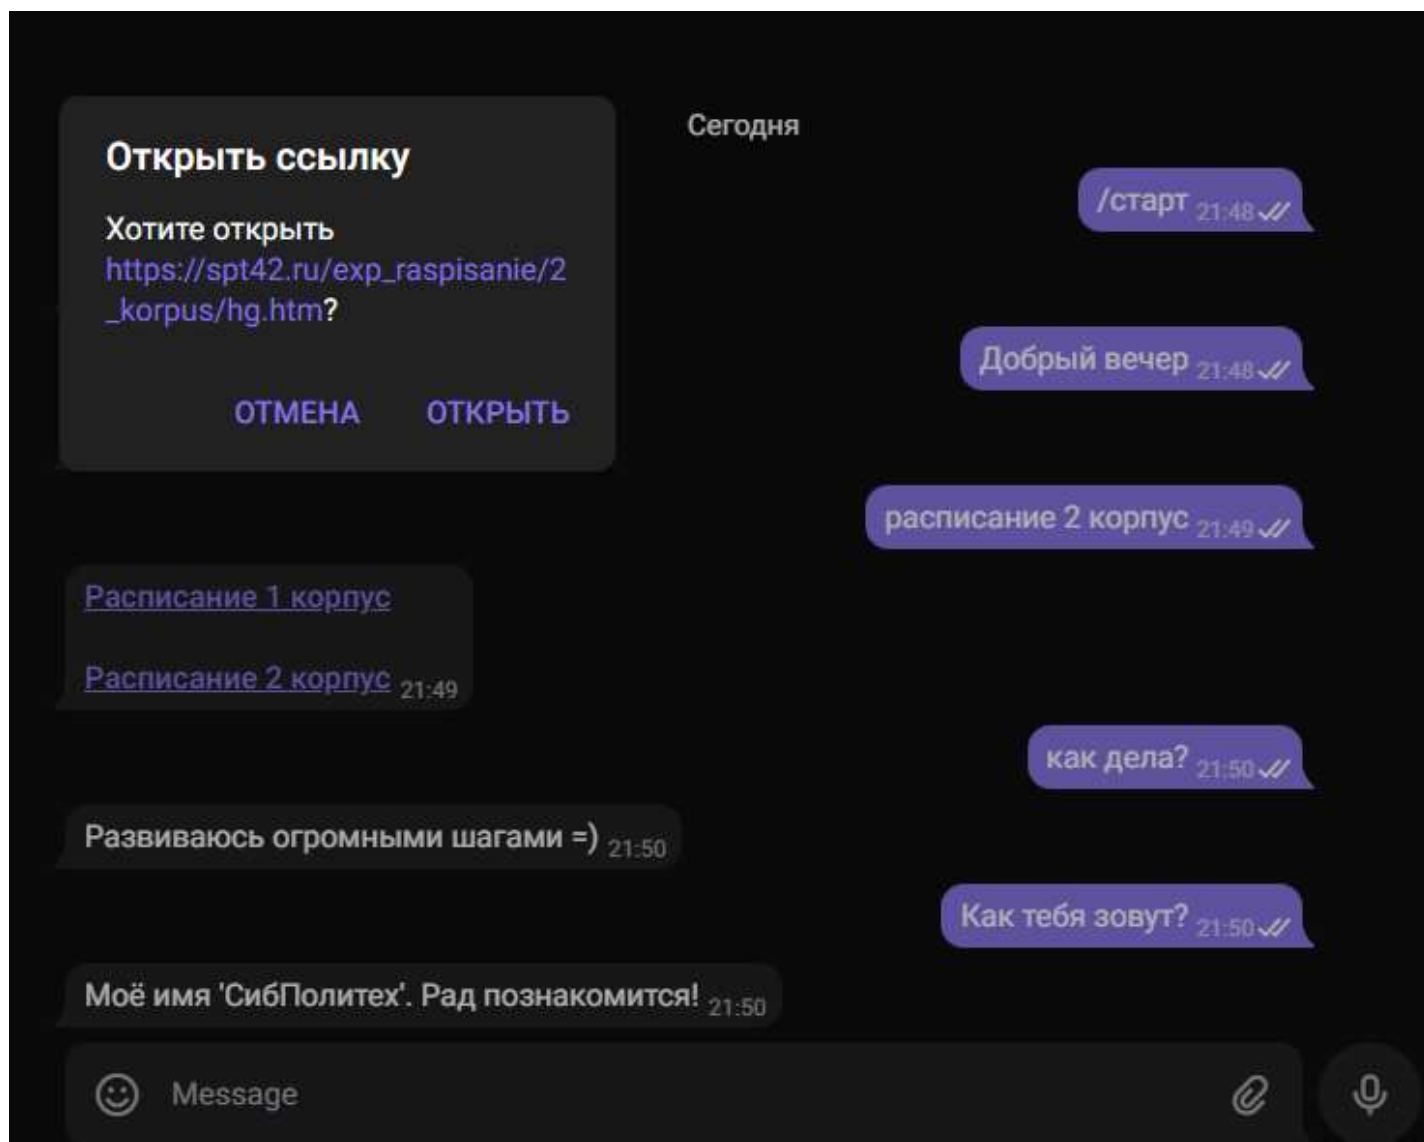 Сегодня
Открыть ссылку
Хотите открыть
https://spt42.ru/exp_raspisanie/2
_korpus/hg.htm?
ОТМЕНА ОТКРЫТЬ
/старт 21:48
Добрый вечер 21:48
расписание 2 корпус 21:49
Расписание 1 корпус
Расписание 2 корпус 21:49
как дела? 21:50
Развиваюсь огромными шагами =) 21:50
Как тебя зовут? 21:50
Моё имя 'СибПолитех'. Рад познакомится! 21:50
Message